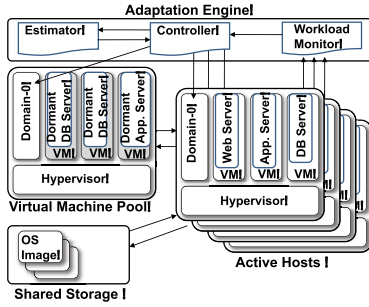 Adaptation Engine!
Estimator!
Controller!
Workload
Monitor!
Domain-0!
Dormant
DB Server!
VM!
Dormant
DB Server!
VM!
Dormant
App. Server!
VM!
Hypervisor!
Virtual Machine Pool!
Domain-0!
Web Server!
VM!
App. Server!
VM!
DB Server!
VM!
Hypervisor!
Active Hosts !
OS
Image!
Shared Storage !